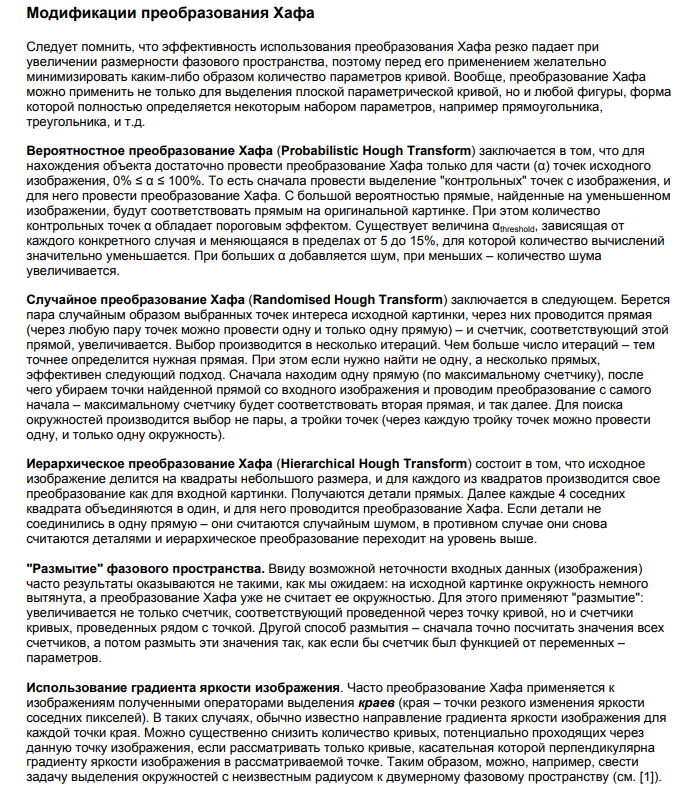 Модификации преобразования Хафа
Следует помнить, что эффективность использования преобразования Хафа резко падает при
увеличении размерности фазового пространства, поэтому перед его применением желательно
минимизировать каким-либо образом количество параметров кривой. Вообще, преобразование Хафа
можно применить не только для выделения плоской параметрической кривой, но и любой фигуры, форма
которой полностью определяется некоторым набором параметров, например прямоугольника,
треугольника, и т.д.
Вероятностное преобразование Хафа (Probabilistic Hough Transform) заключается в том, что для
нахождения объекта достаточно провести преобразование Хафа только для части (α) точек исходного
изображения, 0% ≤ α ≤ 100%. То есть сначала провести выделение "контрольных" точек с изображения, и
для него провести преобразование Хафа. С большой вероятностью прямые, найденные на уменьшенном
изображении, будут соответствовать прямым на оригинальной картинке. При этом количество
контрольных точек α обладает пороговым эффектом. Существует величина αthreshold, зависящая от
каждого конкретного случая и меняющаяся в пределах от 5 до 15%, для которой количество вычислений
значительно уменьшается. При больших α добавляется шум, при меньших – количество шума
увеличивается.
Случайное преобразование Хафа (Randomised Hough Transform) заключается в следующем. Берется
пара случайным образом выбранных точек интереса исходной картинки, через них проводится прямая
(через любую пару точек можно провести одну и только одну прямую) – и счетчик, соответствующий этой
прямой, увеличивается. Выбор производится в несколько итераций. Чем больше число итераций – тем
точнее определится нужная прямая. При этом если нужно найти не одну, а несколько прямых,
эффективен следующий подход. Сначала находим одну прямую (по максимальному счетчику), после
чего убираем точки найденной прямой со входного изображения и проводим преобразование с самого
начала – максимальному счетчику будет соответствовать вторая прямая, и так далее. Для поиска
окружностей производится выбор не пары, а тройки точек (через каждую тройку точек можно провести
одну, и только одну окружность).
Иерархическое преобразование Хафа (Hierarchical Hough Transform) состоит в том, что исходное
изображение делится на квадраты небольшого размера, и для каждого из квадратов производится свое
преобразование как для входной картинки. Получаются детали прямых. Далее каждые 4 соседних
квадрата объединяются в один, и для него проводится преобразование Хафа. Если детали не
соединились в одну прямую – они считаются случайным шумом, в противном случае они снова
считаются деталями и иерархическое преобразование переходит на уровень выше.
"Размытие" фазового пространства. Ввиду возможной неточности входных данных (изображения)
часто результаты оказываются не такими, как мы ожидаем: на исходной картинке окружность немного
вытянута, а преобразование Хафа уже не считает ее окружностью. Для этого применяют "размытие":
увеличивается не только счетчик, соответствующий проведенной через точку кривой, но и счетчики
кривых, проведенных рядом с точкой. Другой способ размытия – сначала точно посчитать значения всех
счетчиков, а потом размыть эти значения так, как если бы счетчик был функцией от переменных –
параметров.
Использование градиента яркости изображения. Часто преобразование Хафа применяется к
изображениям полученными операторами выделения краев (края – точки резкого изменения яркости
соседних пикселей). В таких случаях, обычно известно направление градиента яркости изображения для
каждой точки края. Можно существенно снизить количество кривых, потенциально проходящих через
данную точку изображения, если рассматривать только кривые, касательная которой перпендикулярна
градиенту яркости изображения в рассматриваемой точке. Таким образом, можно, например, свести
задачу выделения окружностей с неизвестным радиусом к двумерному фазовому пространству (см. [1]).